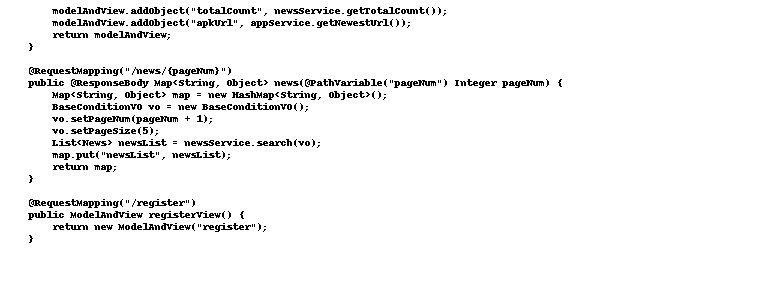 modelAndView.addObject("totalCount", newsService.getTotalCount());
modelAndView.addObject("apkUrl", appService.getNewestUrl());
return modelAndView;
}
@RequestMapping("/news/{pageNum}")
public @ResponseBody Map<String, Object> news(@PathVariable("pageNum") Integer pageNum) {
Map<String, Object> map = new HashMap<String, Object>();
BaseConditionVO vo = new BaseConditionVO();
vo.setPageNum(pageNum + 1);
vo.setPageSize(5);
List<News> newsList = newsService.search(vo);
map.put("newsList", newsList);
return map;
}
@RequestMapping("/register")
public ModelAndView registerView() {
return new ModelAndView("register");
}